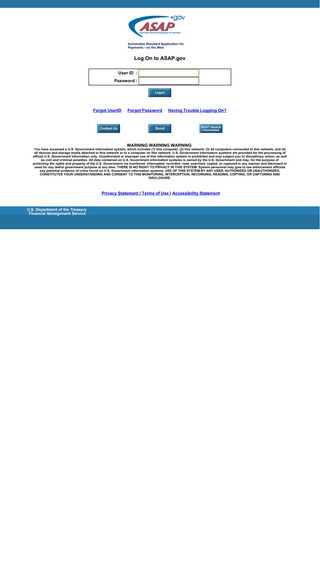 .gov
ASAP
Automated Standard Application for
Payments - on the Web
Log On to ASAP.gov
User ID :
Password :
Logon
Forgot UserID Forgot Password Having Trouble Logging On?
Contact Us Enroll ASAP General
Information
WARNING WARNING WARNING
You have accessed a U.S. Government information system, which includes (1) this computer, (2) this network, (3) all computers connected to this network, and (4)
all devices and storage media attached to this network or to a computer on this network. U.S. Government information systems are provided for the processing of
official U.S. Government information only. Unauthorized or improper use of this information system is prohibited and may subject you to disciplinary action, as well
as civil and criminal penalties. All data contained on U.S. Government information systems is owned by the U.S. Government and may, for the purpose of
protecting the rights and property of the U.S. Government, be monitored, intercepted, recorded, read, searched, copied, or captured in any manner and disclosed or
used for any lawful government purpose at any time. THERE IS NO RIGHT TO PRIVACY IN THIS SYSTEM. System personnel may give to law enforcement officials
any potential evidence of crime found on U.S. Government information systems. USE OF THIS SYSTEM BY ANY USER, AUTHORIZED OR UNAUTHORIZED,
CONSTITUTES YOUR UNDERSTANDING AND CONSENT TO THIS MONITORING, INTERCEPTION, RECORDING, READING, COPYING, OR CAPTURING AND
DISCLOSURE.
Privacy Statement | Terms of Use | Accessibility Statement
U.S. Department of the Treasury
Financial Management Service